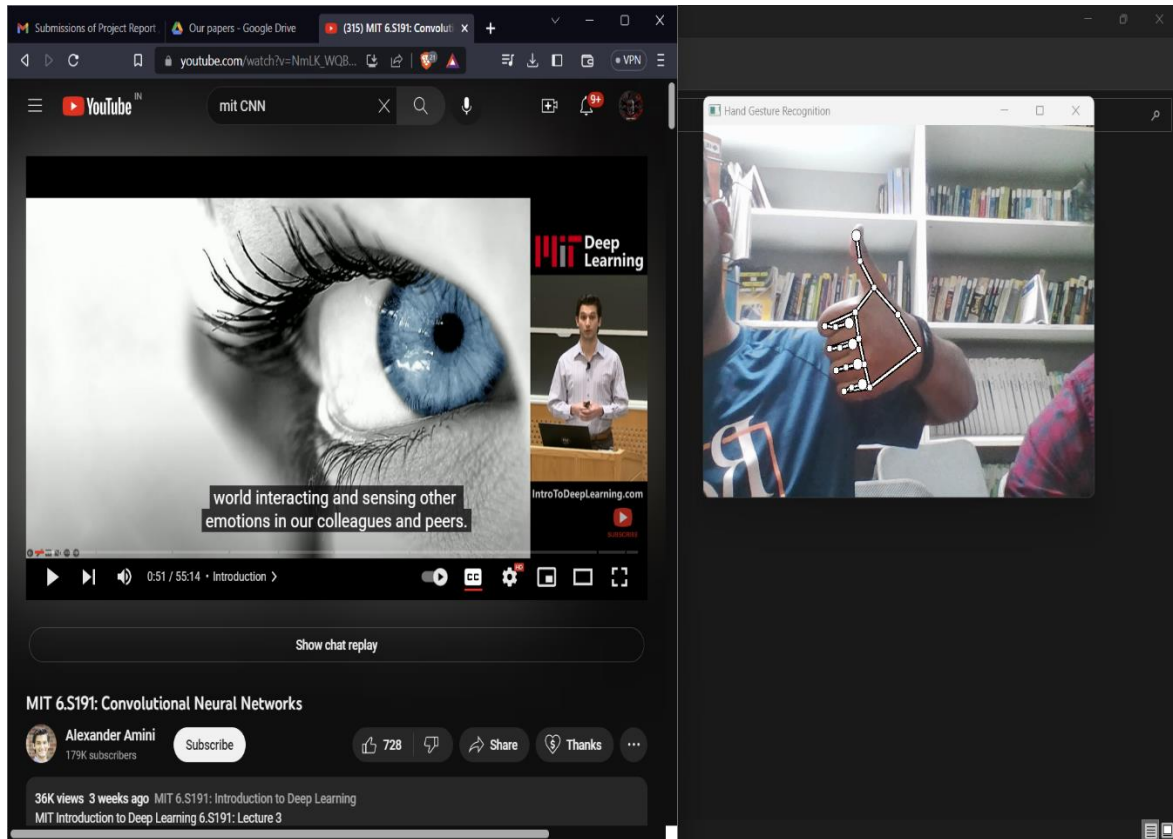 Submissions of Project Report
Our papers - Google Drive
(315) MIT 6.S191: Convoluti
youtube.com/watch?v=NmLK_WQB...
VPN
YouTube IN
mit CNN
9+
MIT Deep
Learning
world interacting and sensing other
emotions in our colleagues and peers.
IntroToDeepLearning.com
SUBSCRIBE
0:51 / 55:14 • Introduction >
CC
HD
Show chat replay
MIT 6.S191: Convolutional Neural Networks
Alexander Amini
179K subscribers
Subscribe
728
Share
Thanks
36K views 3 weeks ago MIT 6.S191: Introduction to Deep Learning
MIT Introduction to Deep Learning 6.S191: Lecture 3
Hand Gesture Recognition